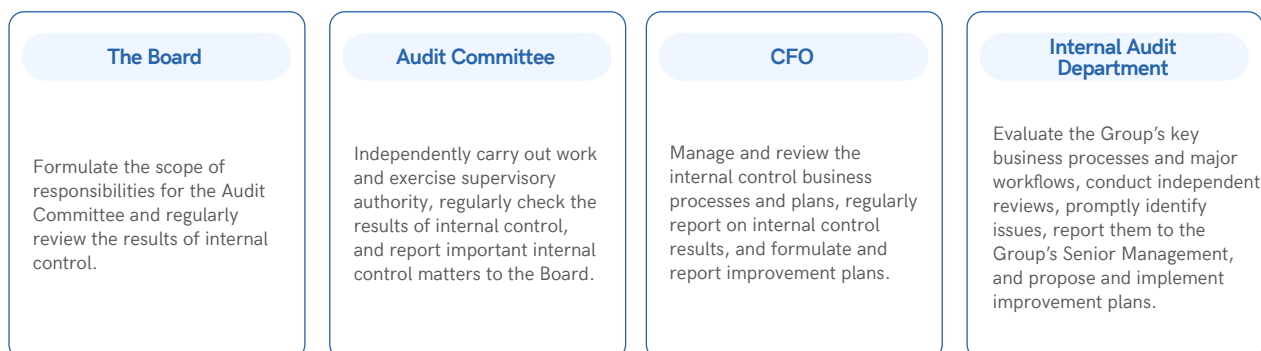 The Board
Formulate the scope of
responsibilities for the Audit
Committee and regularly
review the results of internal
control.
Audit Committee
Independently carry out work
and exercise supervisory
authority, regularly check the
results of internal control,
and report important internal
control matters to the Board.
CFO
Manage and review the
internal control business
processes and plans, regularly
report on internal control
results, and formulate and
report improvement plans.
Internal Audit
Department
Evaluate the Group’s key
business processes and major
workflows, conduct independent
reviews, promptly identify
issues, report them to the
Group’s Senior Management,
and propose and implement
improvement plans.